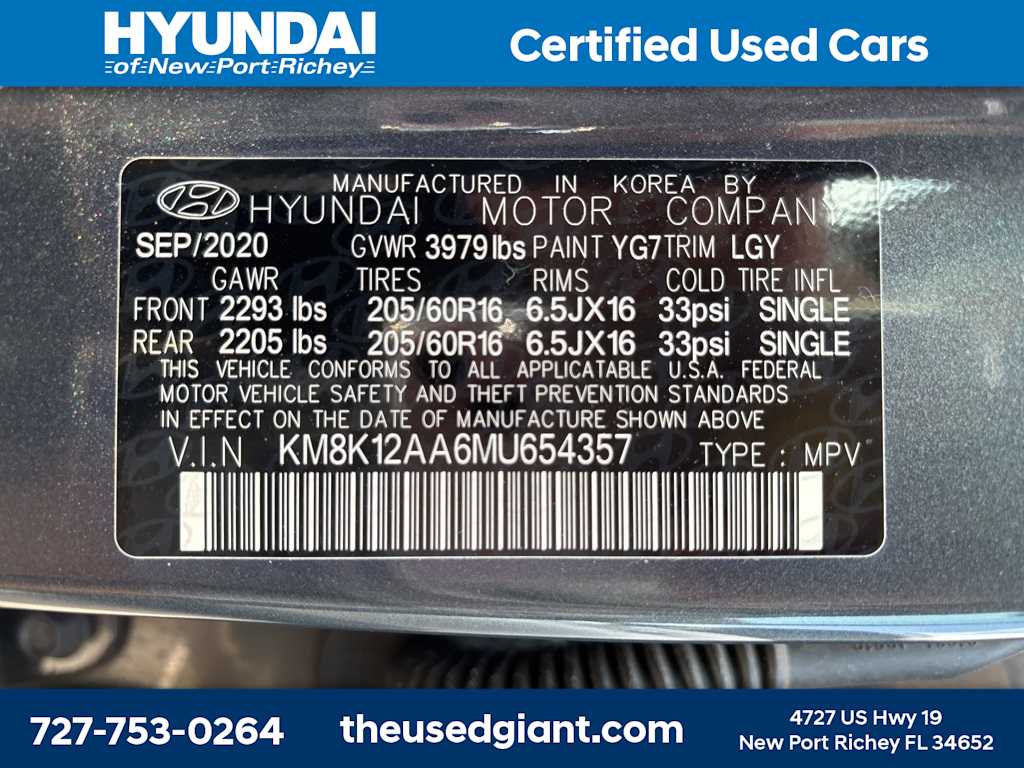 HYUNDAI
of New Port Richey
Certified Used Cars
MANUFACTURED IN KOREA BY
HYUNDAI MOTOR COMPANY
SEP/2020 GVWR 3979 lbs PAINT YG7 TRIM LGY
GAWR TIRES RIMS COLD TIRE INFL
FRONT 2293 lbs 205/60R16 6.5JX16 33psi SINGLE
REAR 2205 lbs 205/60R16 6.5JX16 33psi SINGLE
THIS VEHICLE CONFORMS TO ALL APPLICATABLE U.S.A. FEDERAL
MOTOR VEHICLE SAFETY AND THEFT PREVENTION STANDARDS
IN EFFECT ON THE DATE OF MANUFACTURE SHOWN ABOVE
V.I.N KM8K12AA6MU654357 TYPE : MPV
727-753-0264
theusedgiant.com
4727 US Hwy 19
New Port Richey FL 34652